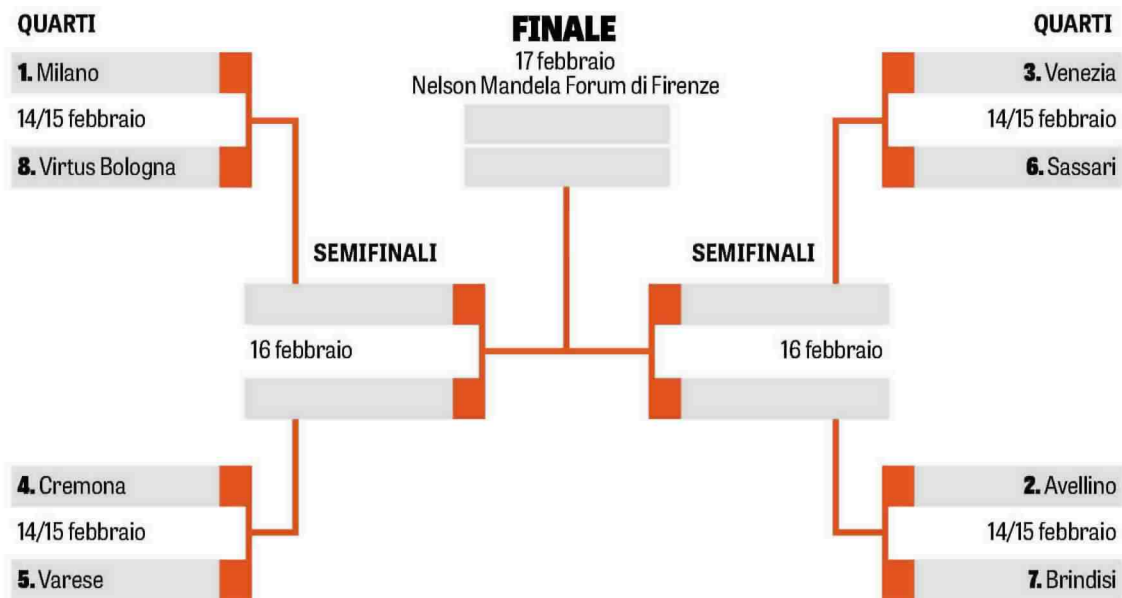 QUARTI
1. Milano
14/15 febbraio
8. Virtus Bologna
FINALE
17 febbraio
Nelson Mandela Forum di Firenze
QUARTI
3. Venezia
14/15 febbraio
6. Sassari
SEMIFINALI
16 febbraio
SEMIFINALI
16 febbraio
4. Cremona
14/15 febbraio
5. Varese
2. Avellino
14/15 febbraio
7. Brindisi